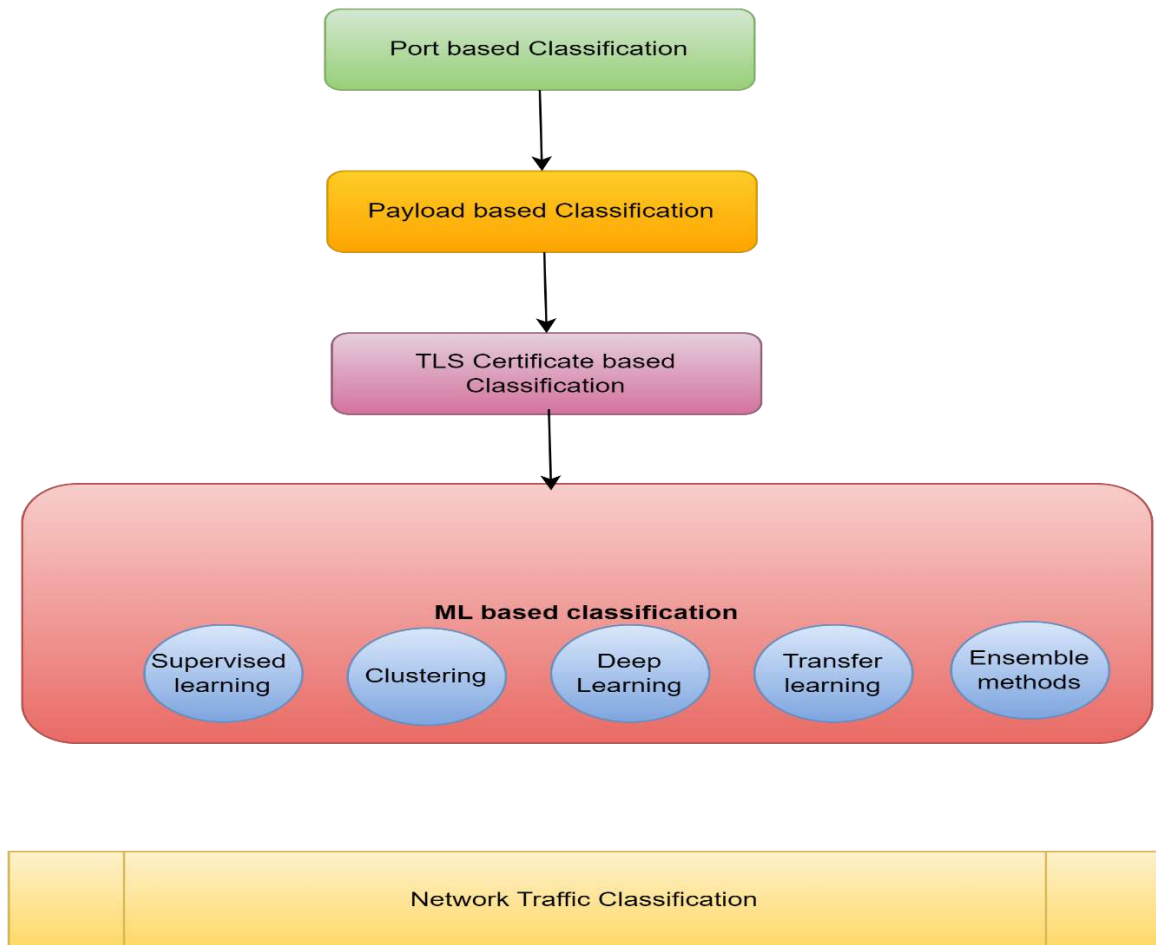 Port based Classification
Payload based Classification
TLS Certificate based
Classification
ML based classification
Supervised
learning
Clustering
Deep
Learning
Transfer
learning
Ensemble
methods
Network Traffic Classification